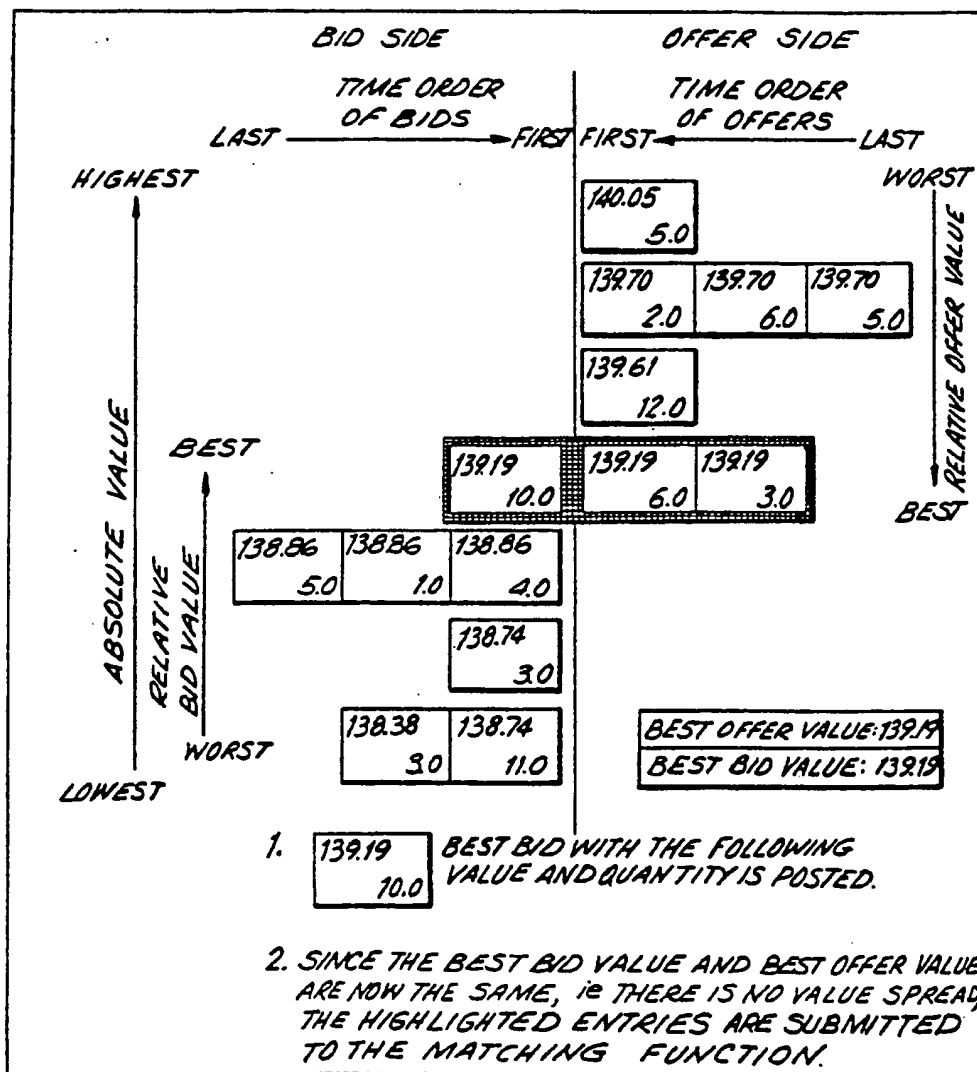 BID SIDE OFFER SIDE
TIME ORDER OF BIDS
TIME ORDER OF OFFERS
LAST FIRST FIRST LAST
HIGHEST
WORST
140.05
5.0
139.70 139.70 139.70
2.0 6.0 5.0
139.61
12.0
BEST
139.19 139.19 139.19
10.0 6.0 3.0
BEST
RELATIVE OFFER VALUE
138.86 138.86 138.86
5.0 1.0 4.0
138.74
3.0
138.38 138.74
9.0 11.0
ABSOLUTE VALUE
RELATIVE
BID VALUE
WORST
LOWEST
BEST OFFER VALUE: 139.19
BEST BID VALUE: 139.19
1. 139.19
10.0
BEST BID WITH THE FOLLOWING
VALUE AND QUANTITY IS POSTED.
2. SINCE THE BEST BID VALUE AND BEST OFFER VALUE
ARE NOW THE SAME, ie THERE IS NO VALUE SPREAD,
THE HIGHLIGHTED ENTRIES ARE SUBMITTED
TO THE MATCHING FUNCTION.